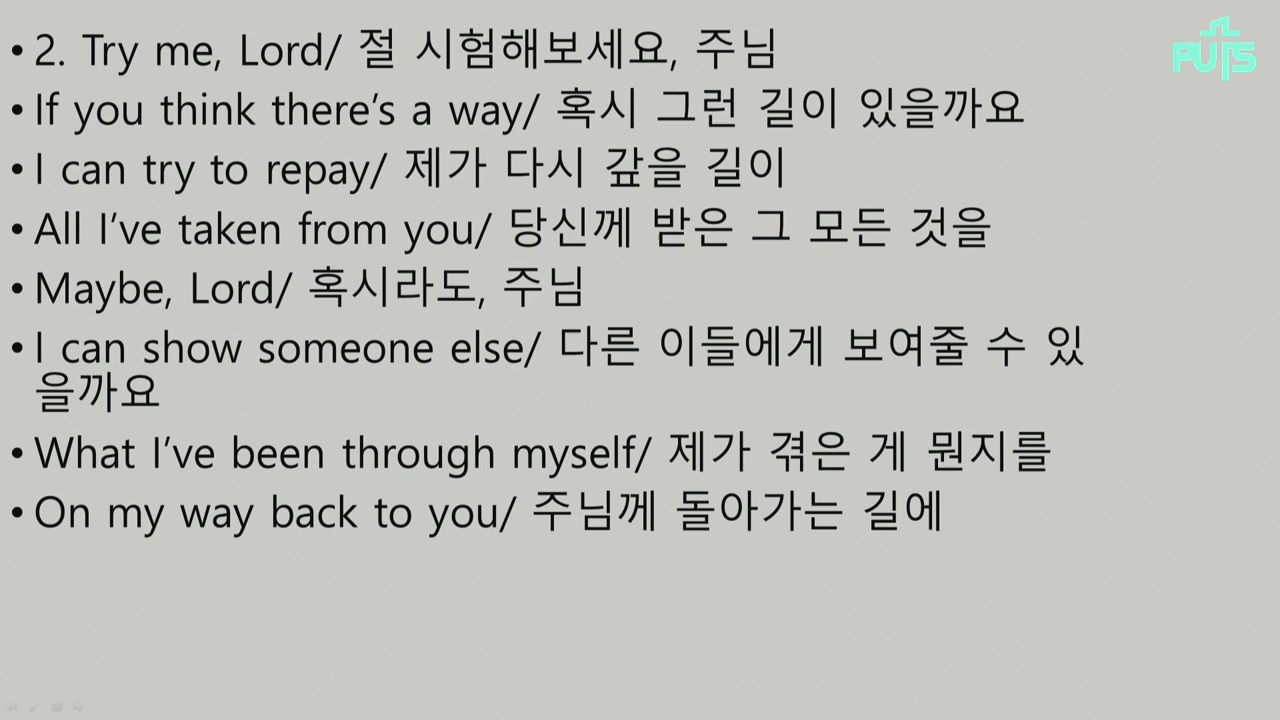 • 2. Try me, Lord/ 절 시험해보세요, 주님
• If you think there's a way/ 혹시 그런 길이 있을까요
• I can try to repay/ 제가 다시 갚을 길이
• All I've taken from you/ 당신께 받은 그 모든 것을
• Maybe, Lord/ 혹시라도, 주님
• I can show someone else/ 다른 이들에게 보여줄 수 있
을까요
• What I've been through myself/ 제가 겪은 게 뭔지를
• On my way back to you/ 주님께 돌아가는 길에
PUTS